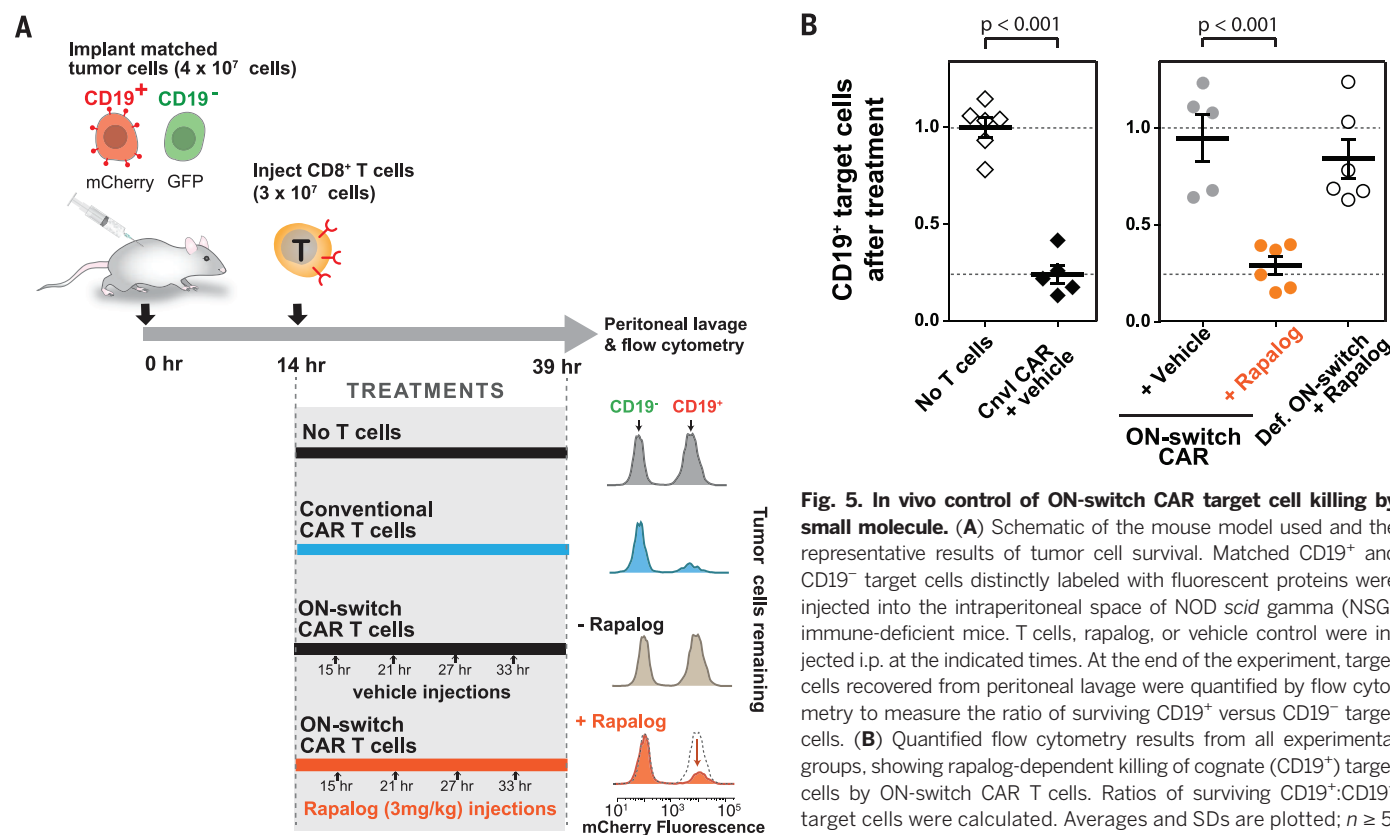 A
Implant matched
tumor cells (4 x 10⁷ cells)
CD19⁺ CD19⁻
mCherry GFP
Inject CD8⁺ T cells
(3 x 10⁷ cells)
T
Peritoneal lavage
& flow cytometry
0 hr 14 hr 39 hr
TREATMENTS
CD19⁻ CD19⁺
No T cells
Conventional
CAR T cells
ON-switch
CAR T cells
- Rapalog
15 hr 21 hr 27 hr 33 hr
vehicle injections
ON-switch
CAR T cells
+ Rapalog
15 hr 21 hr 27 hr 33 hr
Rapalog (3mg/kg) injections
10¹ 10³ 10⁵
mCherry Fluorescence
Tumor cells remaining
B
p < 0.001 p < 0.001
CD19⁺ target cells
after treatment
1.0
0.5
0.0
No T cells
Cnvl CAR
+ vehicle
1.0
0.5
0.0
+ Vehicle
+ Rapalog
ON-switch
CAR
Def. ON-switch
+ Rapalog
Fig. 5. In vivo control of ON-switch CAR target cell killing by
small molecule. (A) Schematic of the mouse model used and the
representative results of tumor cell survival. Matched CD19⁺ and
CD19⁻ target cells distinctly labeled with fluorescent proteins were
injected into the intraperitoneal space of NOD scid gamma (NSG
immune-deficient mice. T cells, rapalog, or vehicle control were in
jected i.p. at the indicated times. At the end of the experiment, targe
cells recovered from peritoneal lavage were quantified by flow cyto
metry to measure the ratio of surviving CD19⁺ versus CD19⁻ targe
cells. (B) Quantified flow cytometry results from all experimenta
groups, showing rapalog-dependent killing of cognate (CD19⁺) targe
cells by ON-switch CAR T cells. Ratios of surviving CD19⁺:CD19
target cells were calculated. Averages and SDs are plotted; n ≥ 5